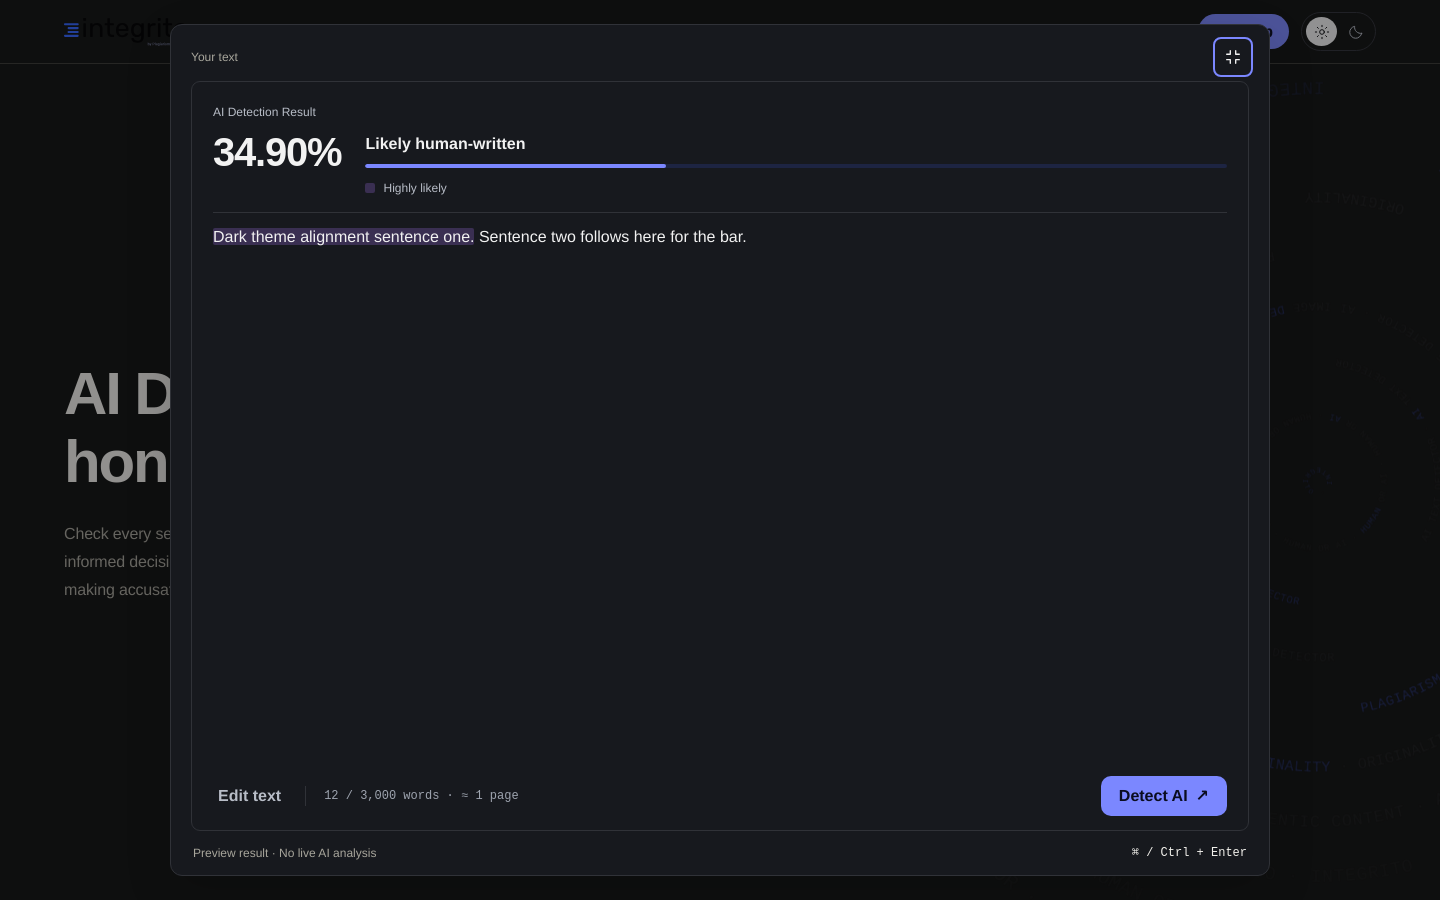 integrit
Your text
AI Detection Result
34.90%
Likely human-written
Highly likely
Dark theme alignment sentence one. Sentence two follows here for the bar.
AI D
hon
Check every se
informed decisi
making accusa
PLAGIARISM
INALITY
Edit text
12 / 3,000 words · ≈ 1 page
Detect AI ↗
Preview result · No live AI analysis
⌘ / Ctrl + Enter